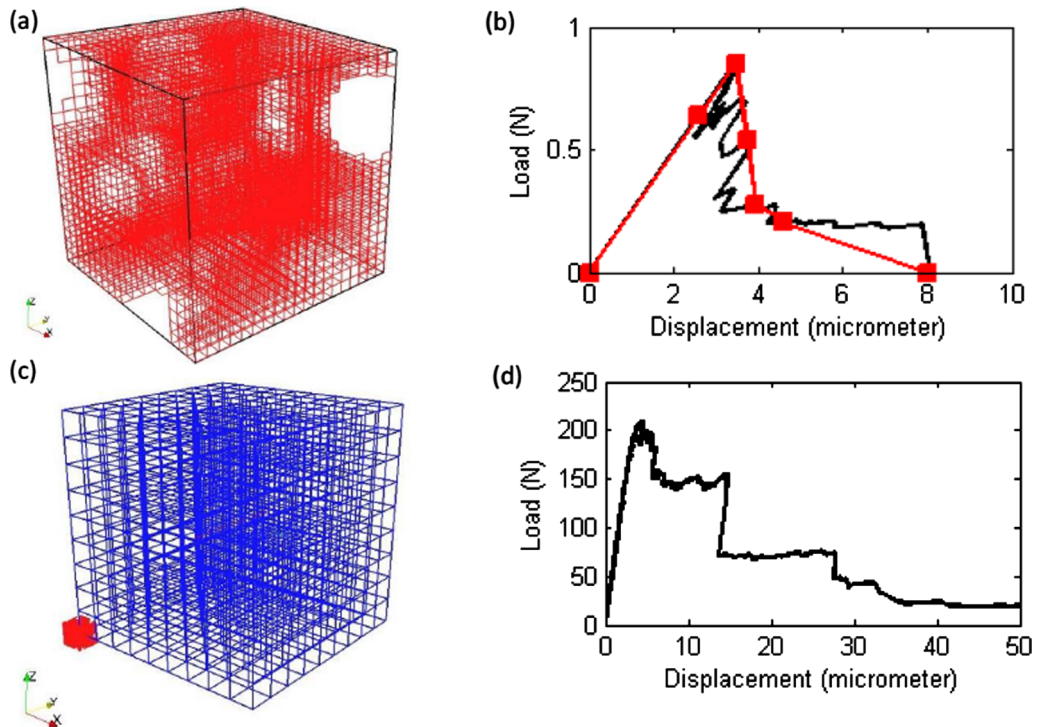 (a)
Z
Y
X
(b)
1
0.5
0
0 2 4 6 8 10
Load (N)
Displacement (micrometer)
(c)
Z
Y
X
(d)
250
200
150
100
50
0
0 10 20 30 40 50
Load (N)
Displacement (micrometer)